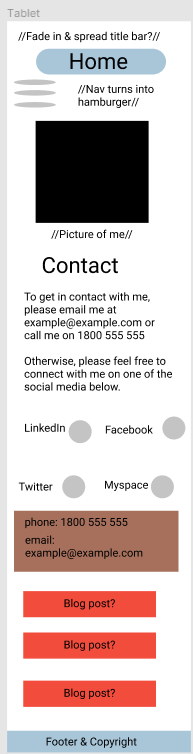 Tablet
//Fade in & spread title bar?//
Home
//Nav turns into
hamburger//
//Picture of me//
Contact
To get in contact with me,
please email me at
example@example.com or
call me on 1800 555 555
Otherwise, please feel free to
connect with me on one of the
social media below.
LinkedIn
Facebook
Twitter
Myspace
phone: 1800 555 555
email:
example@example.com
Blog post?
Blog post?
Blog post?
Footer & Copyright